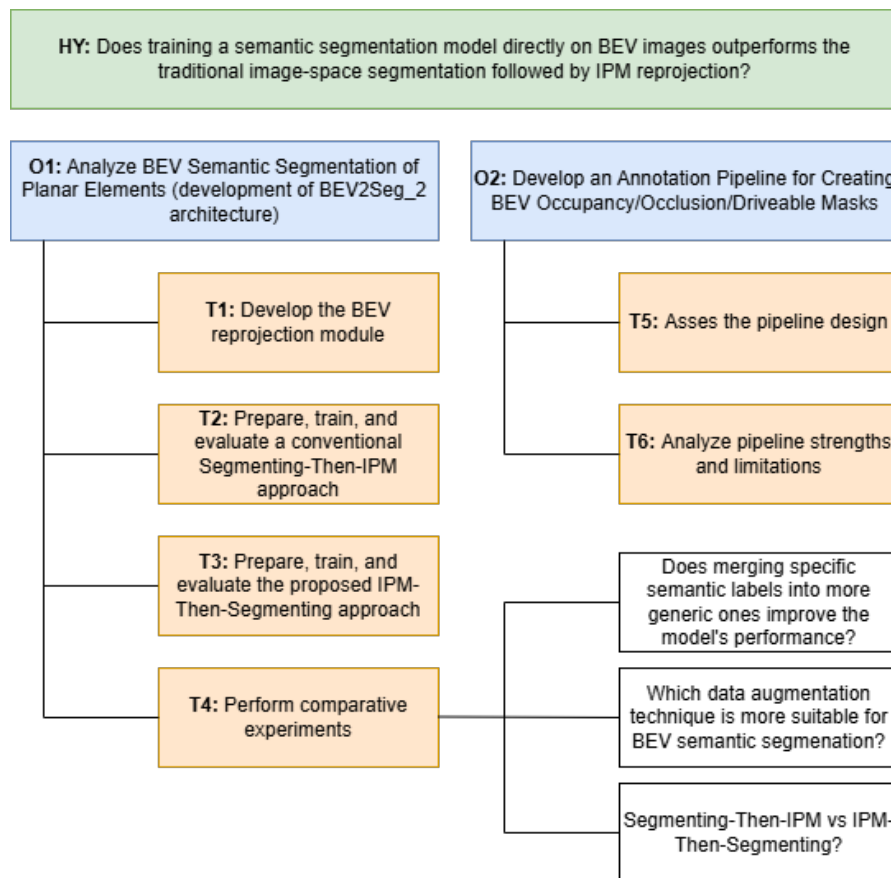 HY: Does training a semantic segmentation model directly on BEV images outperforms the
traditional image-space segmentation followed by IPM reprojection?
O1: Analyze BEV Semantic Segmentation of
Planar Elements (development of BEV2Seg_2
architecture)
O2: Develop an Annotation Pipeline for Creating
BEV Occupancy/Occlusion/Driveable Masks
T1: Develop the BEV
reprojection module
T5: Asses the pipeline design
T2: Prepare, train, and
evaluate a conventional
Segmenting-Then-IPM
approach
T6: Analyze pipeline strengths
and limitations
T3: Prepare, train, and
evaluate the proposed IPM-
Then-Segmenting approach
Does merging specific
semantic labels into more
generic ones improve the
model's performance?
T4: Perform comparative
experiments
Which data augmentation
technique is more suitable for
BEV semantic segmenation?
Segmenting-Then-IPM vs IPM-
Then-Segmenting?